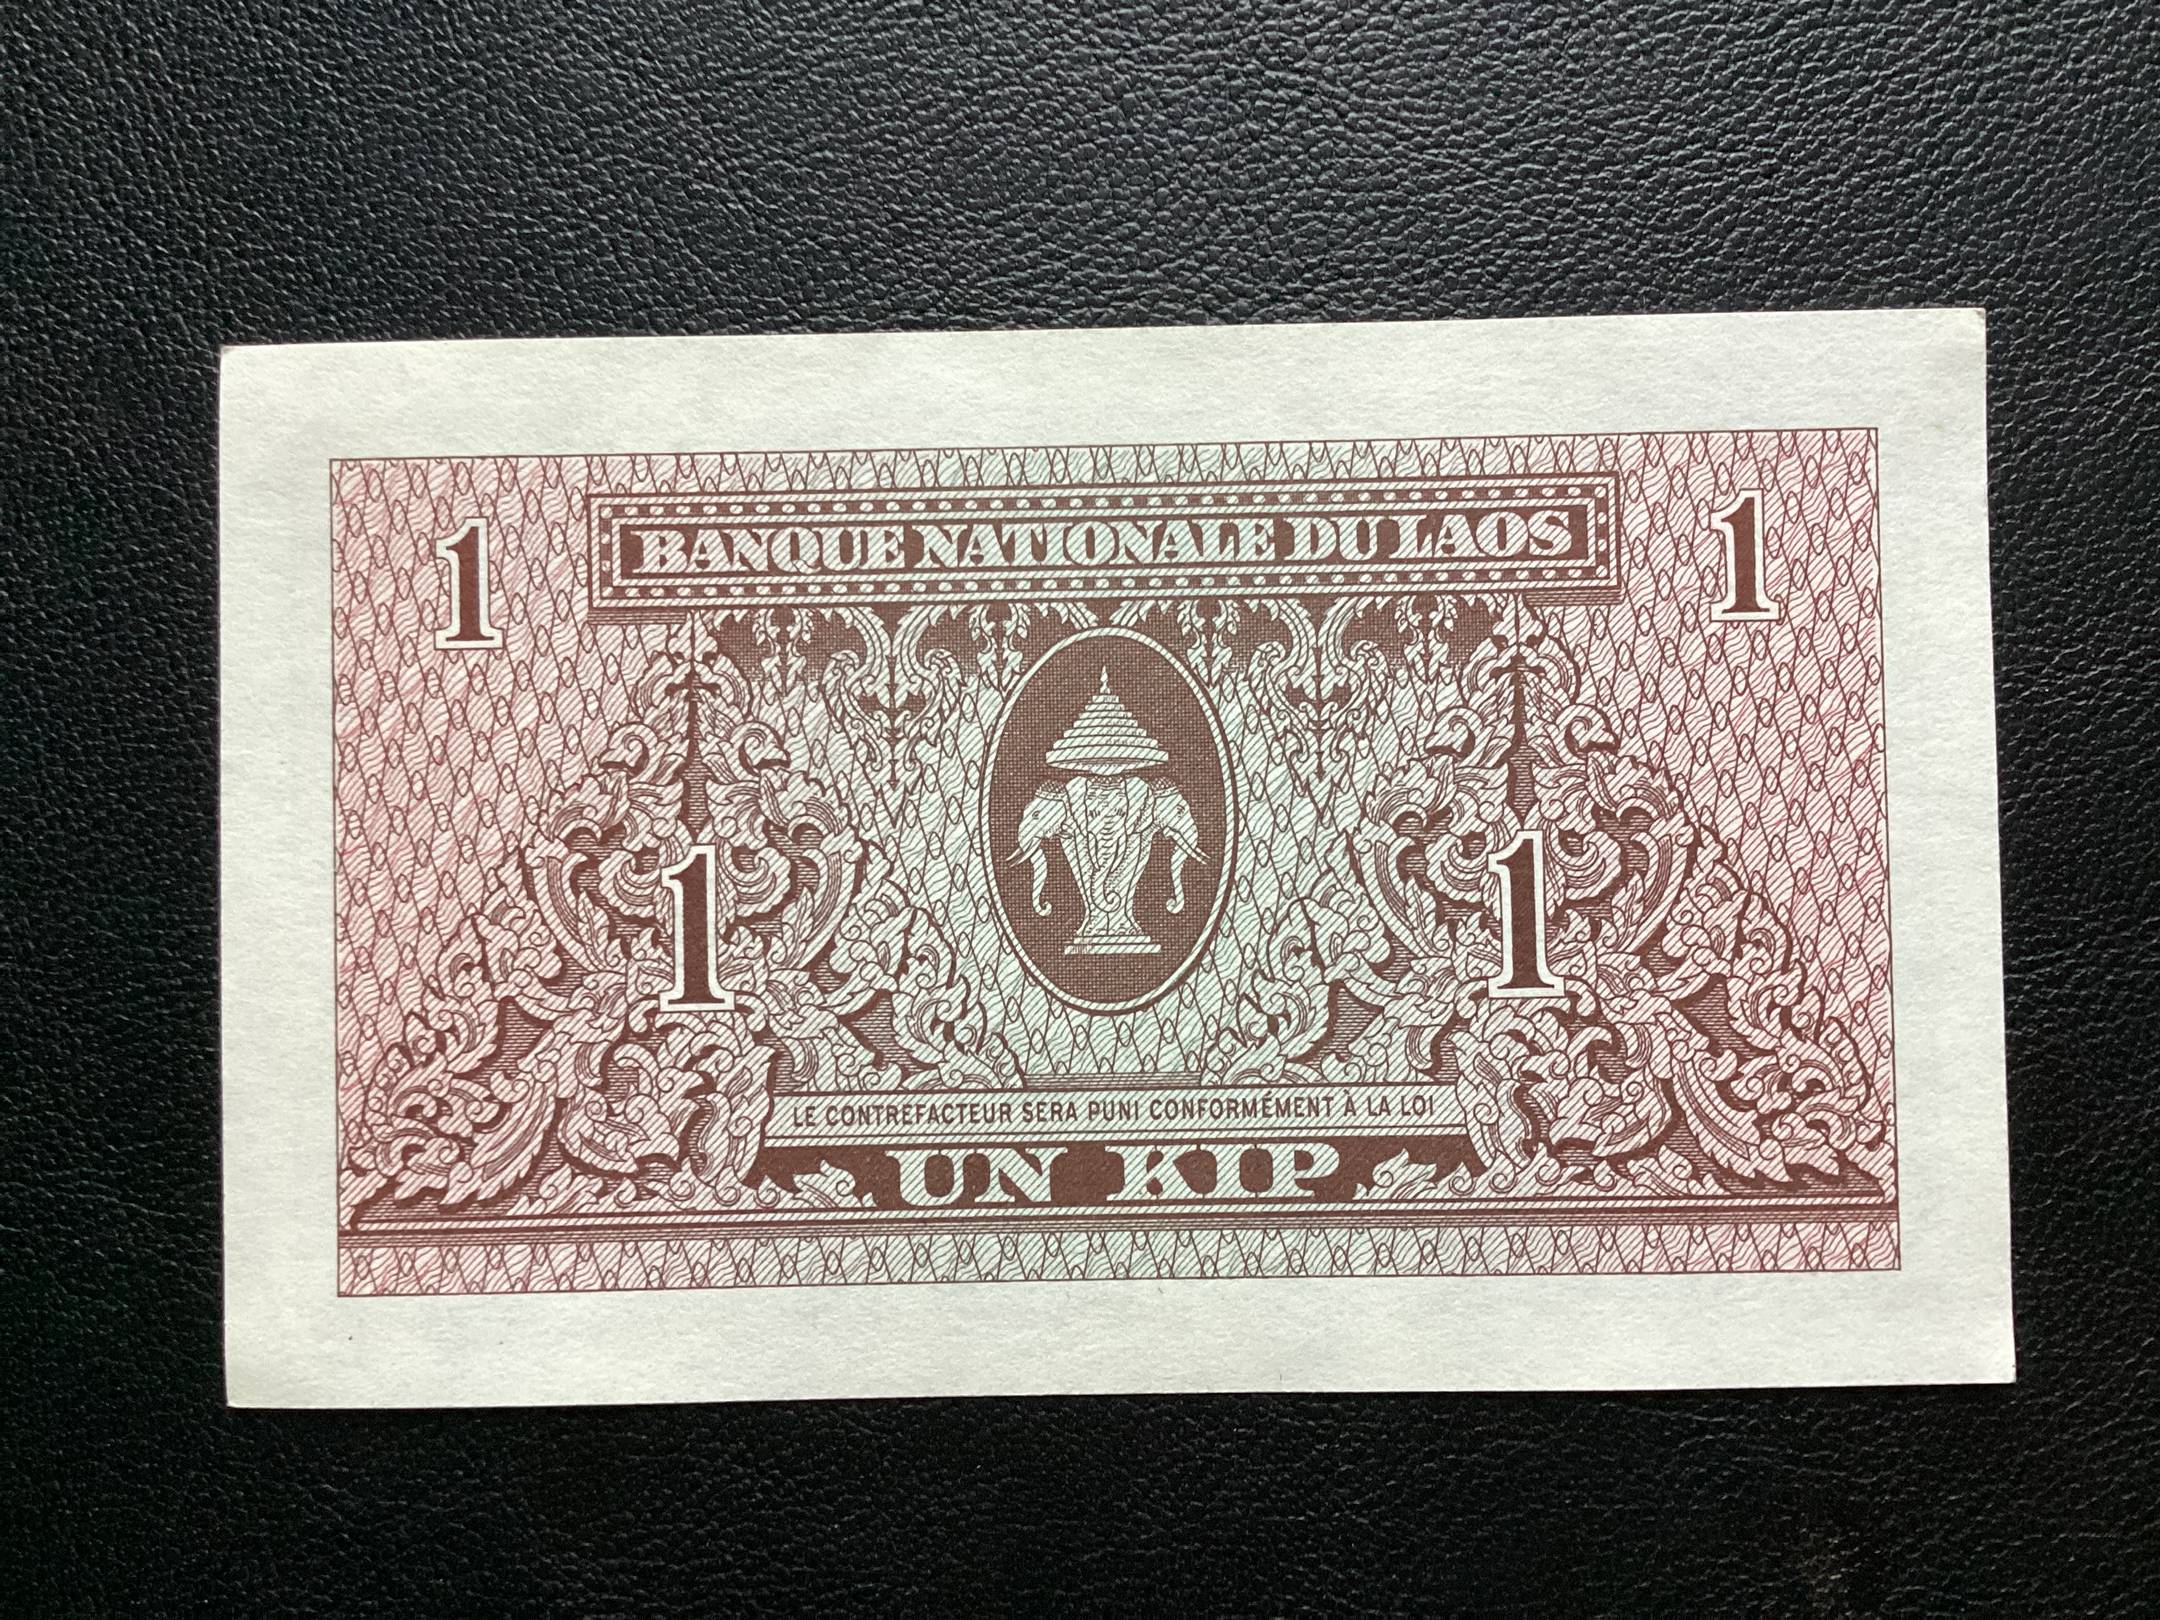 BANQUE NATIONALE DU LAOS
1 1
1 1
LE CONTREFACTEUR SERA PUNI CONFORMÉMENT À LA LOI
UN KIP